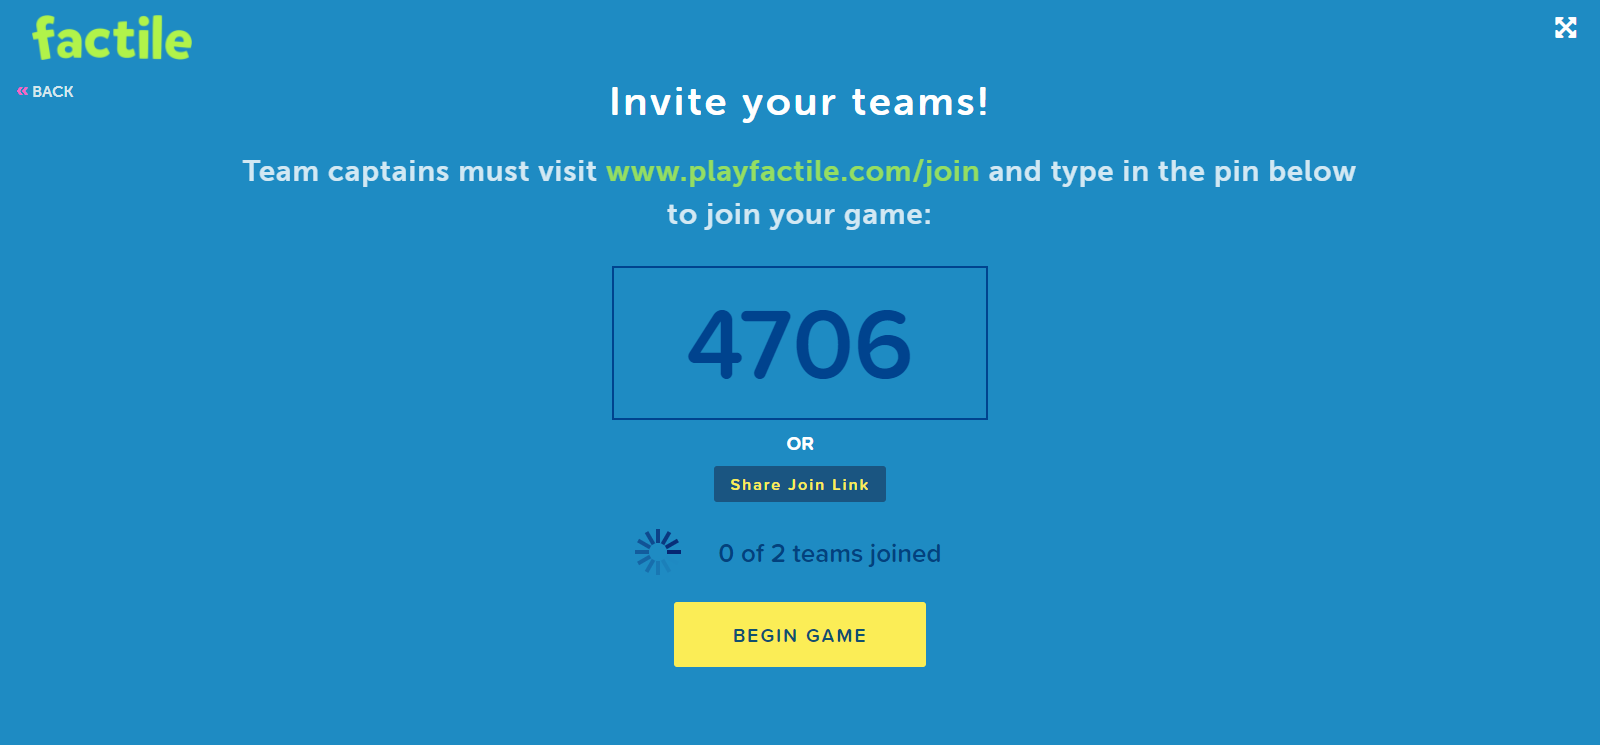 factile
« BACK
Invite your teams!
Team captains must visit www.playfactile.com/join and type in the pin below
to join your game:
4706
OR
Share Join Link
0 of 2 teams joined
BEGIN GAME